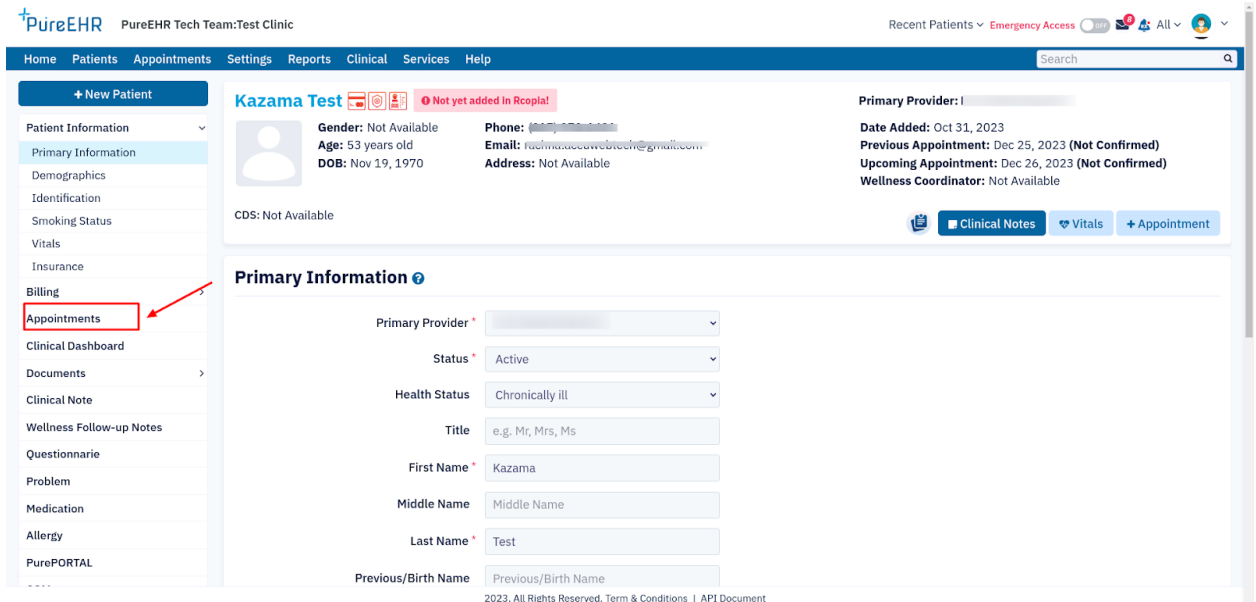 PureEHR PureEHR Tech Team:Test Clinic
Recent Patients Emergency Access OFF 8 All
Home Patients Appointments Settings Reports Clinical Services Help
Search
+ New Patient
Patient Information
Primary Information
Demographics
Identification
Smoking Status
Vitals
Insurance
Billing
Appointments
Clinical Dashboard
Documents
Clinical Note
Wellness Follow-up Notes
Questionnarie
Problem
Medication
Allergy
PurePORTAL
Kazama Test Not yet added in Rcopia!
Gender: Not Available
Age: 53 years old
DOB: Nov 19, 1970
Phone:
Email:
Address: Not Available
Primary Provider:
Date Added: Oct 31, 2023
Previous Appointment: Dec 25, 2023 (Not Confirmed)
Upcoming Appointment: Dec 26, 2023 (Not Confirmed)
Wellness Coordinator: Not Available
CDS: Not Available
Clinical Notes Vitals + Appointment
Primary Information ?
Primary Provider *
Status * Active
Health Status Chronically ill
Title e.g. Mr, Mrs, Ms
First Name * Kazama
Middle Name Middle Name
Last Name * Test
Previous/Birth Name Previous/Birth Name
2023. All Rights Reserved. Term & Conditions | API Document